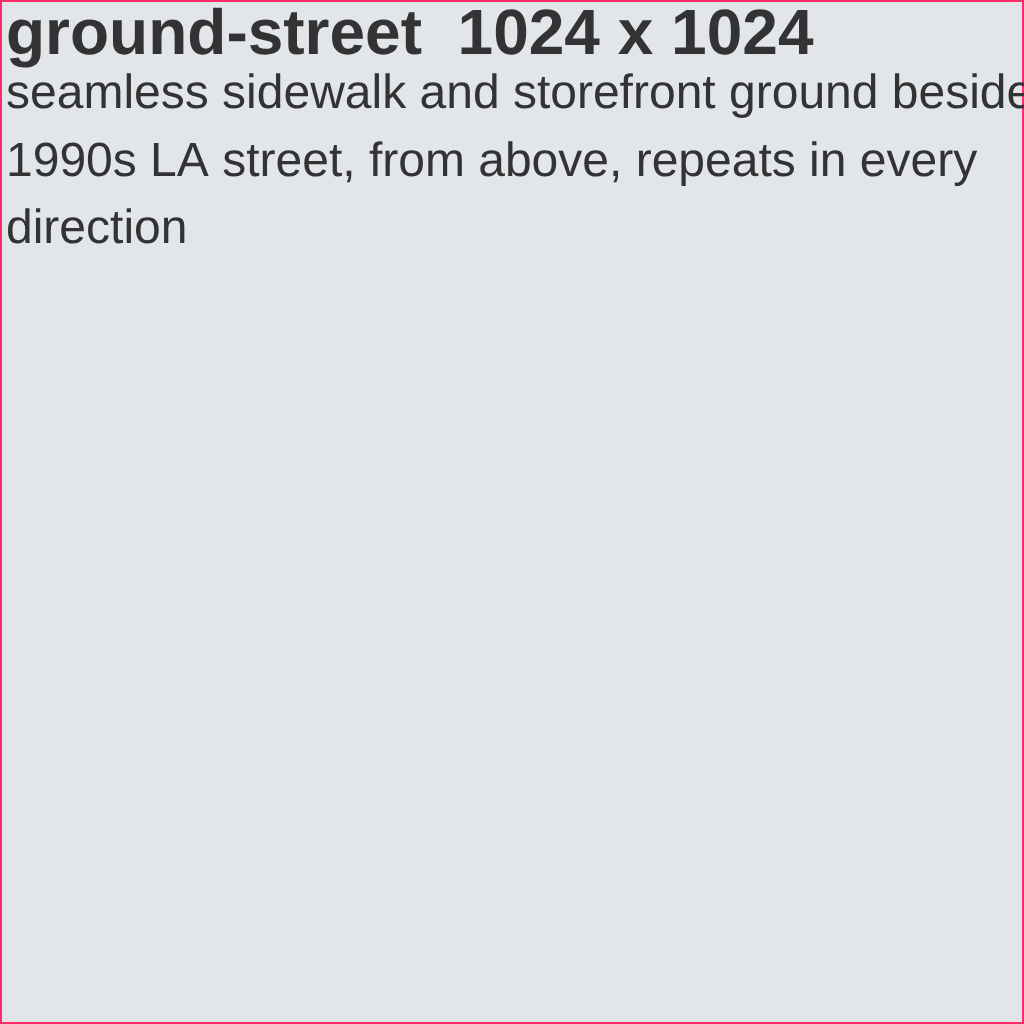 ground-street 1024 x 1024
seamless sidewalk and storefront ground beside
1990s LA street, from above, repeats in every
direction